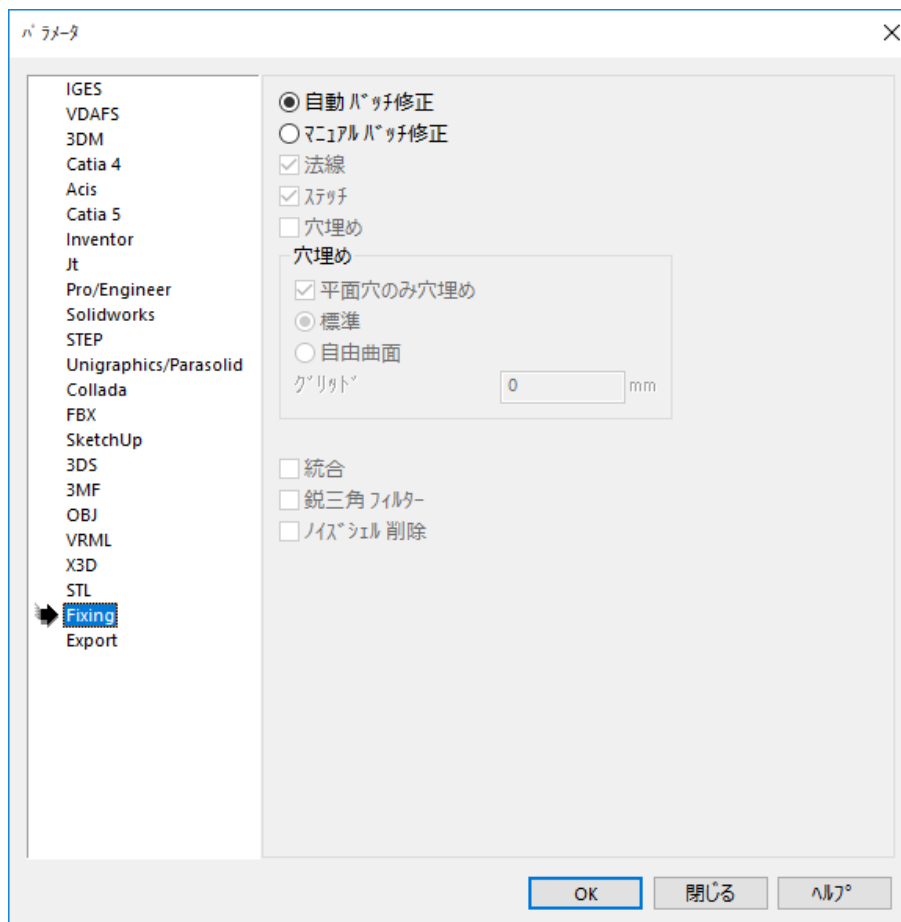 ﾊﾟﾗﾒｰﾀ
IGES
VDAFS
3DM
Catia 4
Acis
Catia 5
Inventor
Jt
Pro/Engineer
Solidworks
STEP
Unigraphics/Parasolid
Collada
FBX
SketchUp
3DS
3MF
OBJ
VRML
X3D
STL
Fixing
Export
自動 ﾊﾞｯﾁ修正
ﾏﾆｭｱﾙ ﾊﾞｯﾁ修正
法線
ｽﾃｯﾁ
穴埋め
穴埋め
平面穴のみ穴埋め
標準
自由曲面
ｸﾞﾘｯﾄﾞ 0 mm
統合
鋭三角 ﾌｨﾙﾀｰ
ﾉｲｽﾞｼｪﾙ 削除
OK 閉じる ﾍﾙﾌﾟ